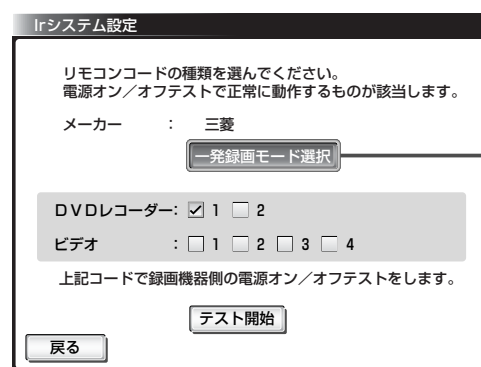 Irシステム設定
リモコンコードの種類を選んでください。
電源オン／オフテストで正常に動作するものが該当します。
メーカー ： 三菱
一発録画モード選択
ＤＶＤレコーダー： 1 2
ビデオ ： 1 2 3 4
上記コードで録画機器側の電源オン／オフテストをします。
テスト開始
戻る